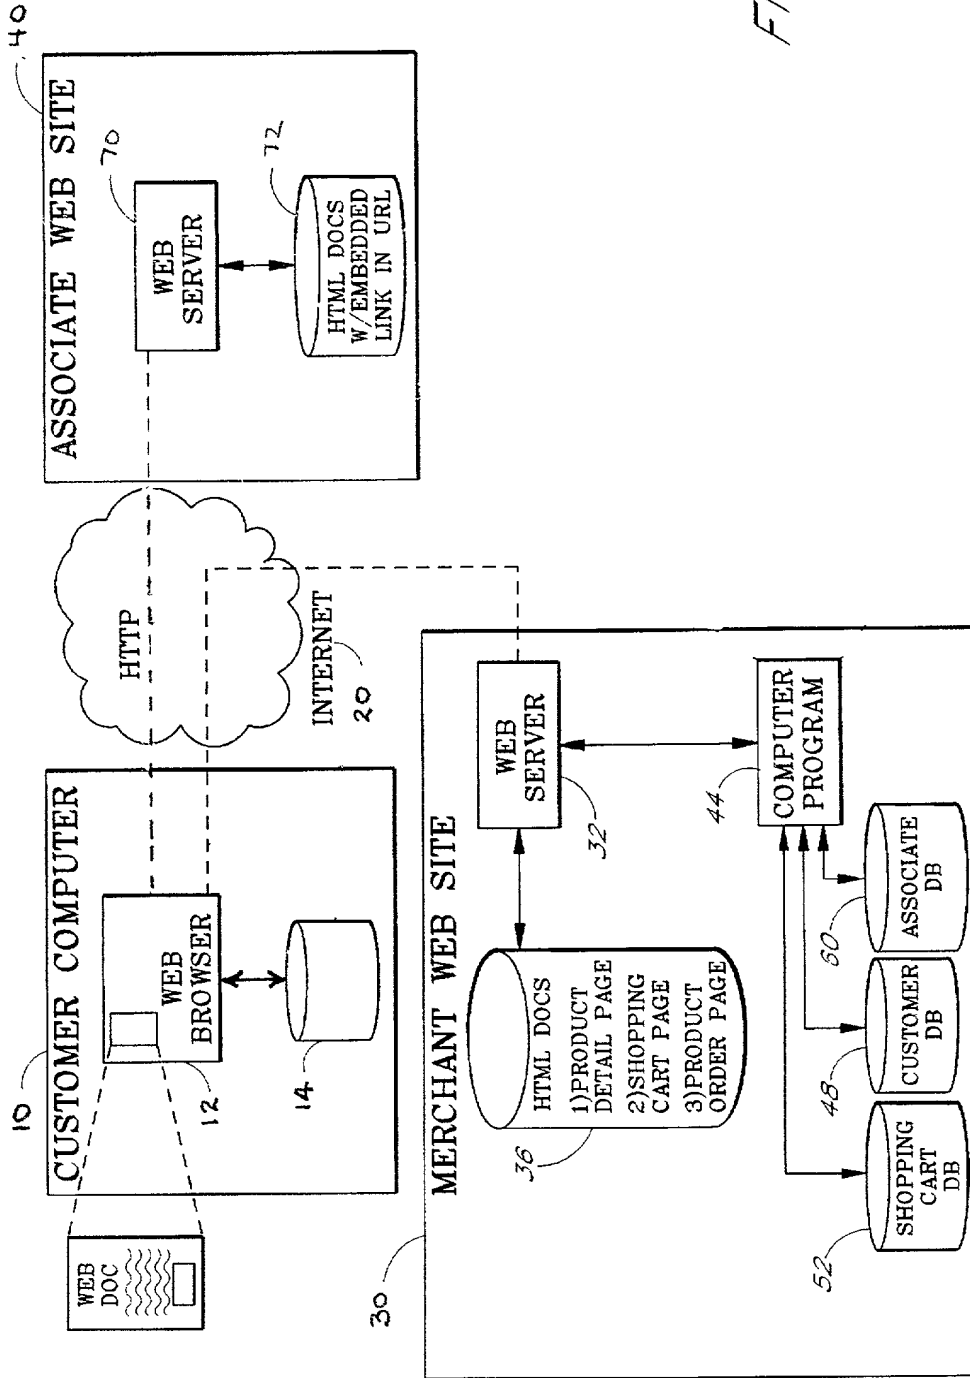 10
CUSTOMER COMPUTER
WEB
DOC
WEB
BROWSER
12
14
HTTP
INTERNET
20
40
ASSOCIATE WEB SITE
70
WEB
SERVER
72
HTML DOCS
W/EMBEDDED
LINK IN URL
30
MERCHANT WEB SITE
HTML DOCS
1)PRODUCT
DETAIL PAGE
2)SHOPPING
CART PAGE
3)PRODUCT
ORDER PAGE
36
WEB
SERVER
32
44
COMPUTER
PROGRAM
52
SHOPPING
CART
DB
48
CUSTOMER
DB
60
ASSOCIATE
DB